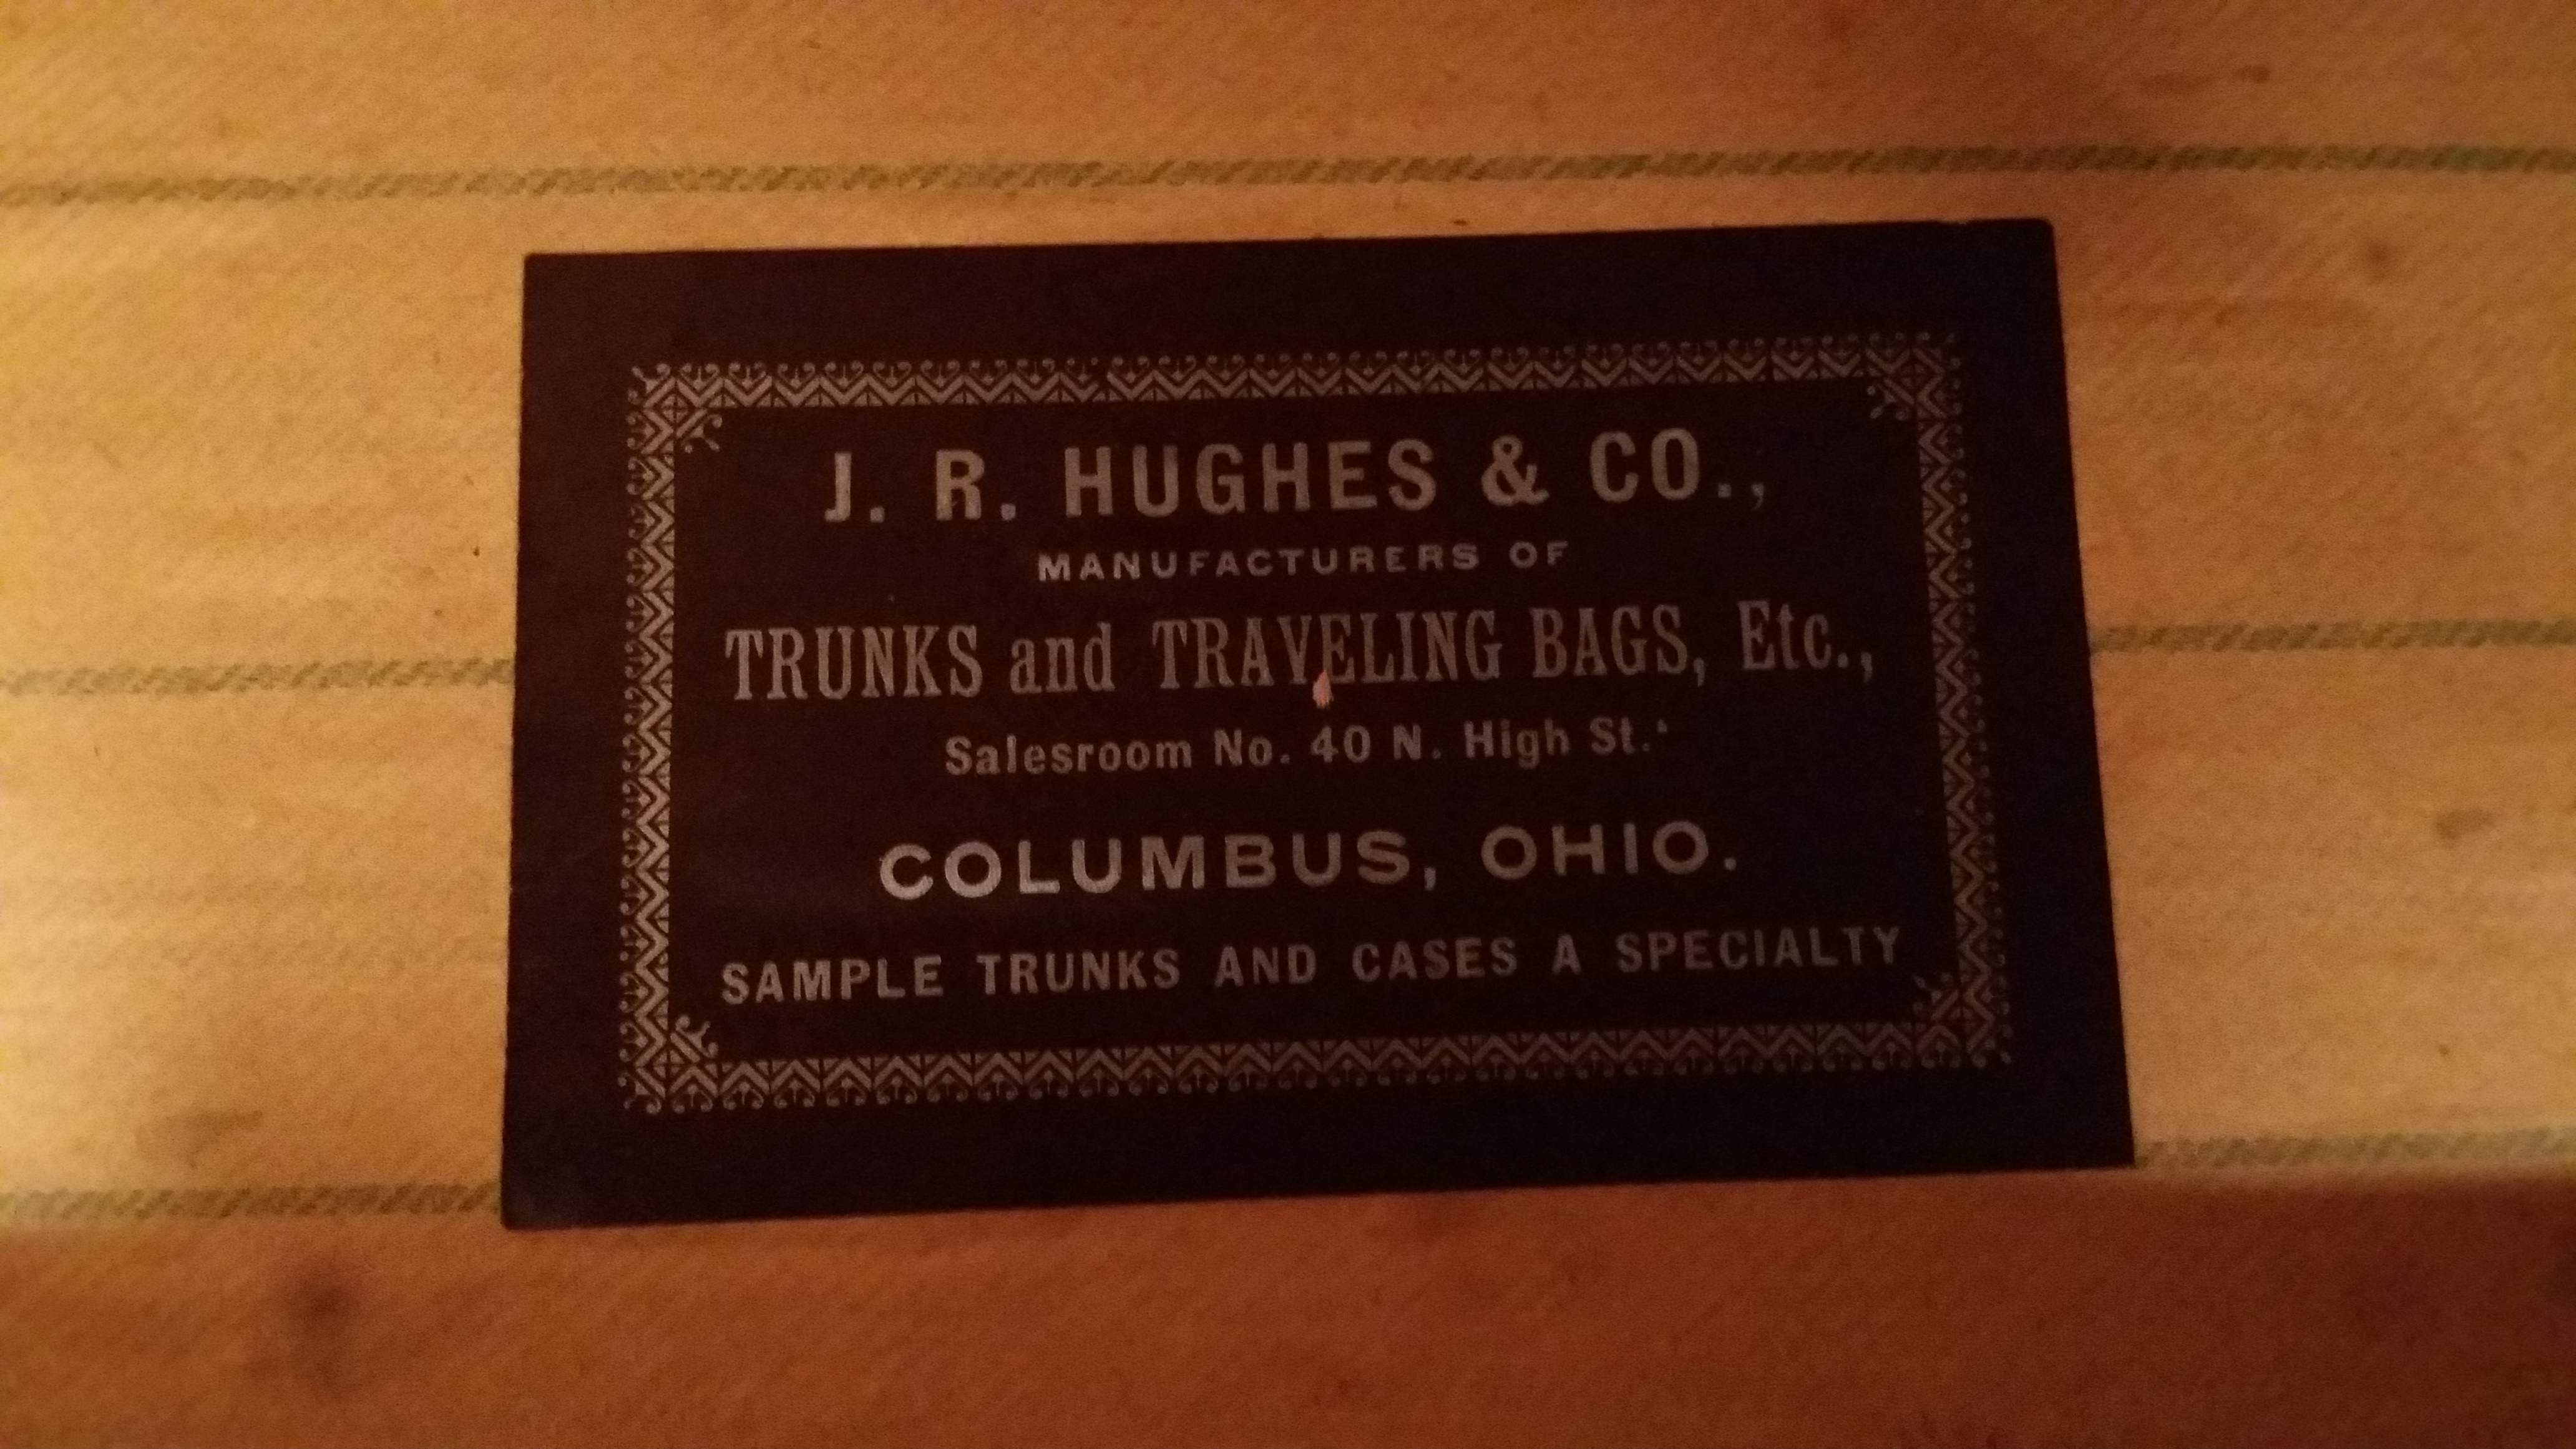 J. R. HUGHES & CO.,
MANUFACTURERS OF
TRUNKS and TRAVELING BAGS, Etc.,
Salesroom No. 40 N. High St.
COLUMBUS, OHIO.
SAMPLE TRUNKS AND CASES A SPECIALTY